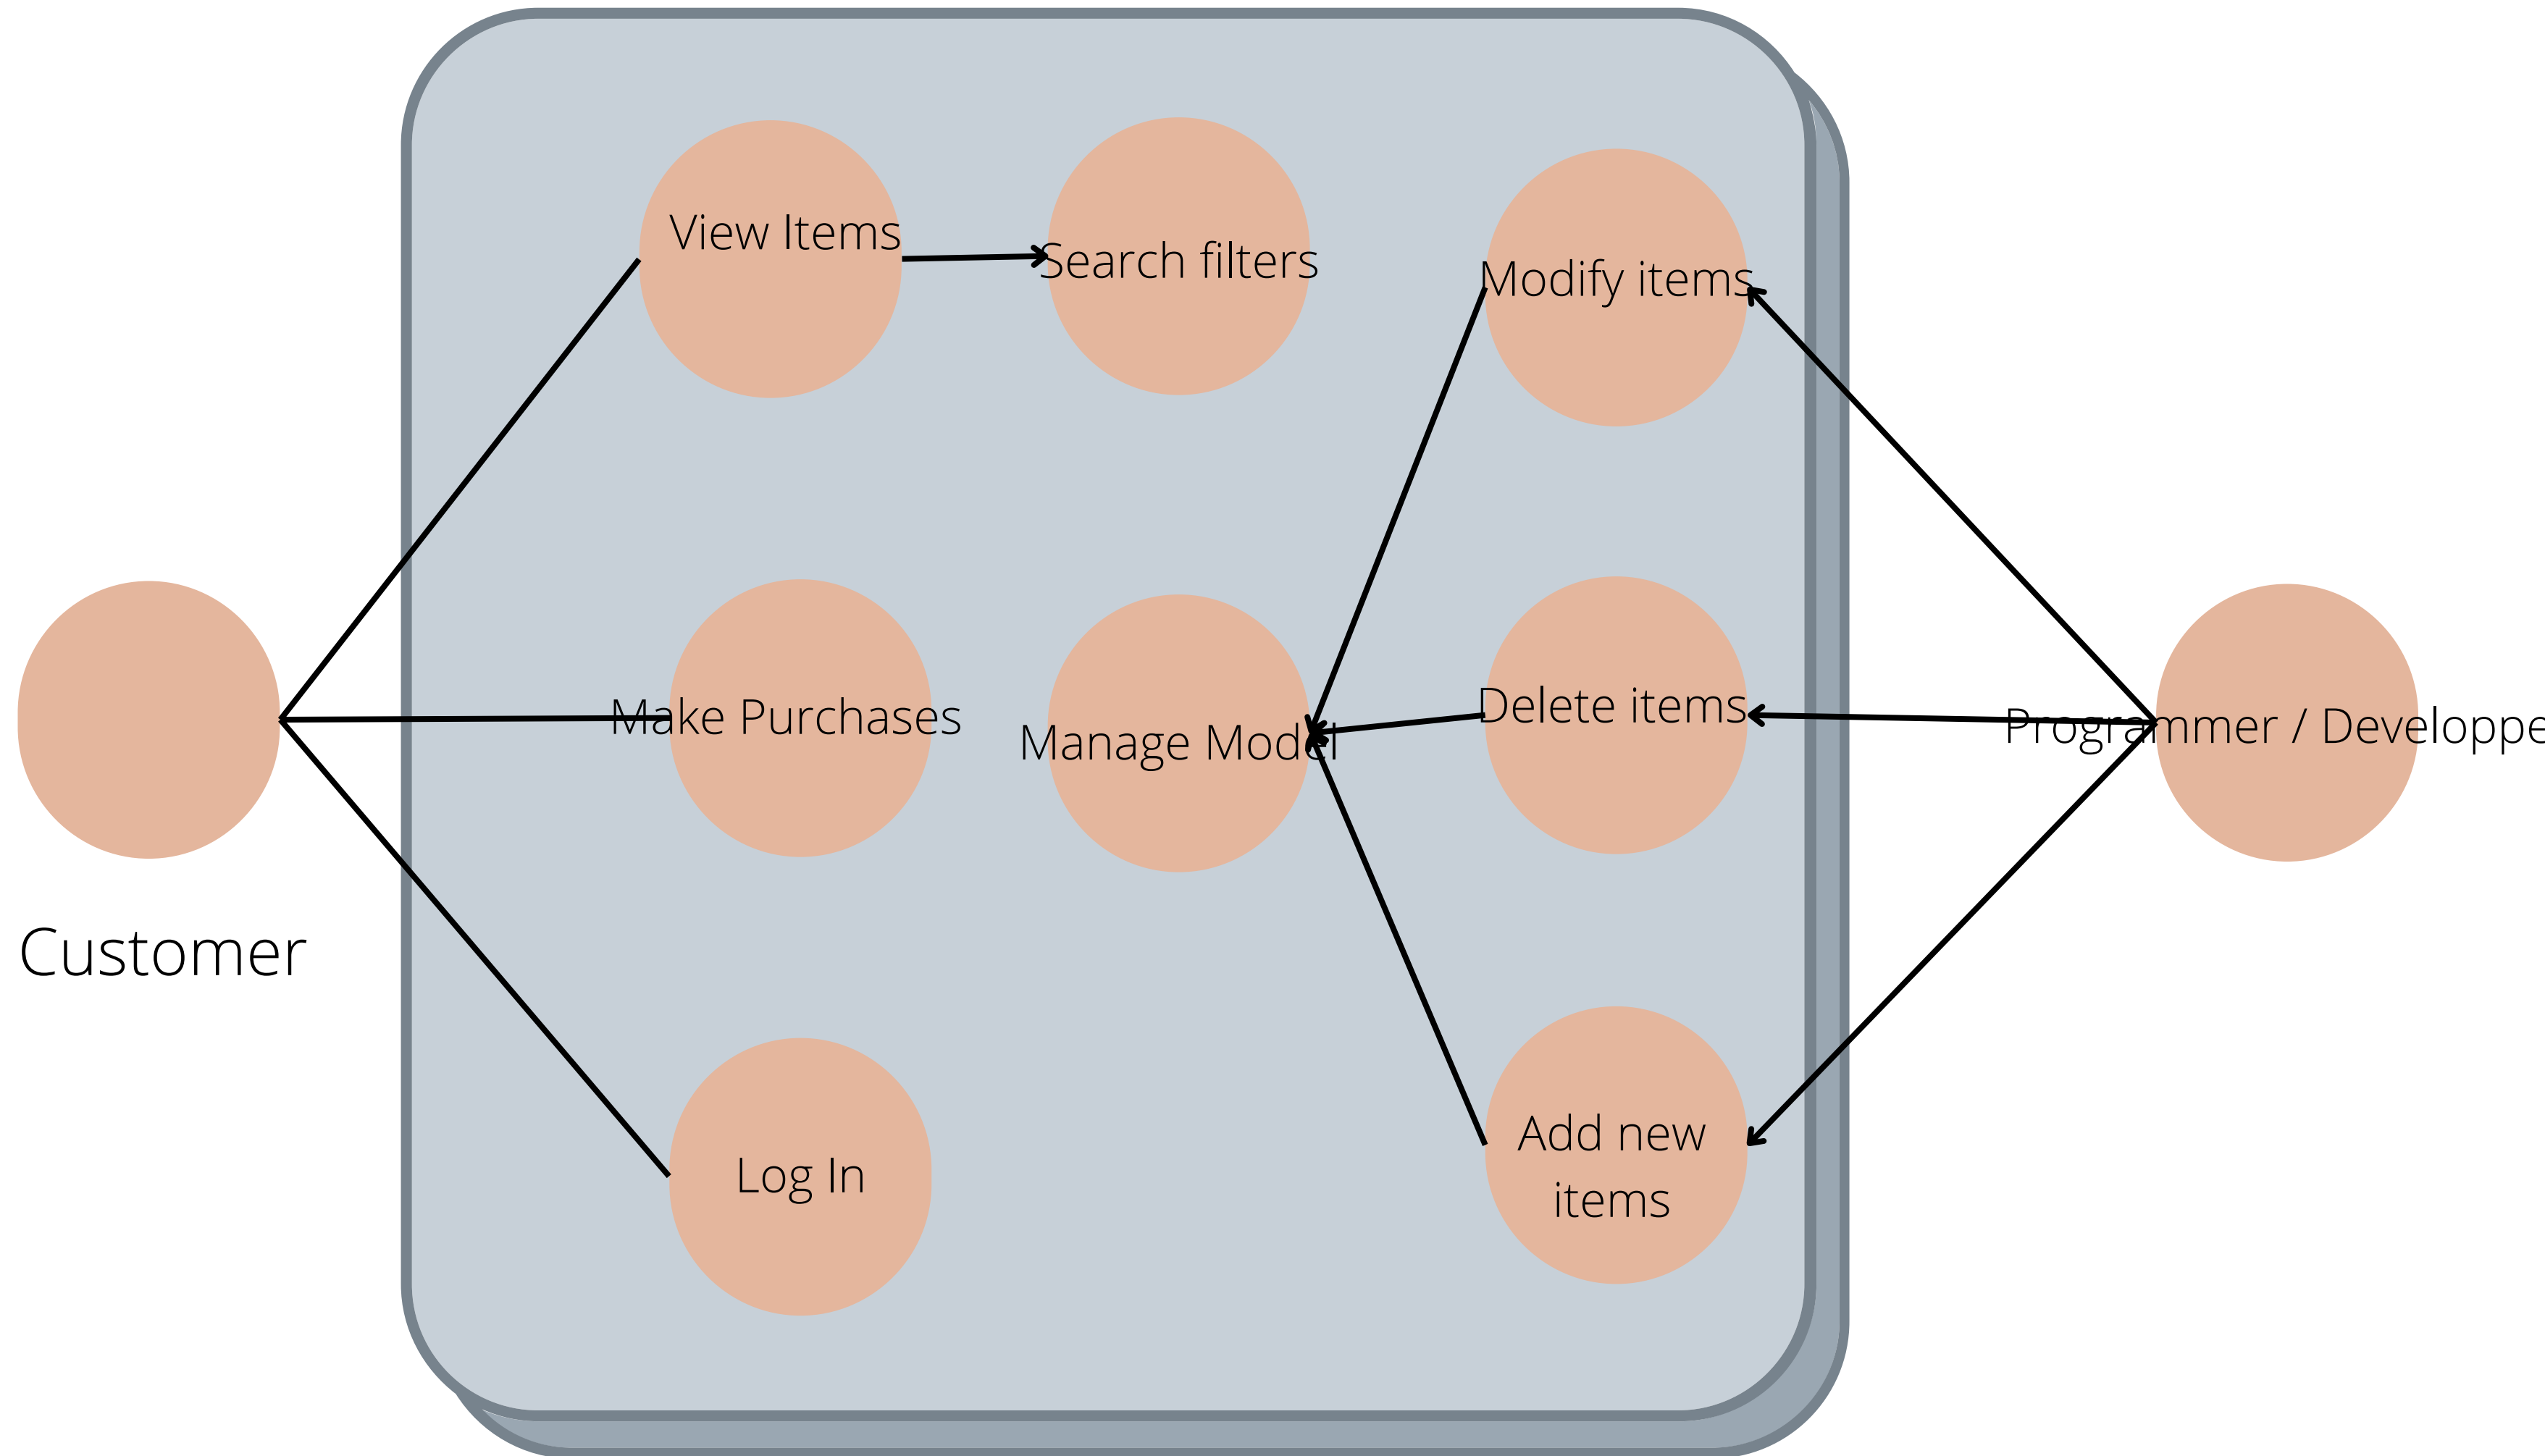 View Items
Search filters
Modify items
Make Purchases
Manage Model
Delete items
Programmer / Developpe
Customer
Log In
Add new
items